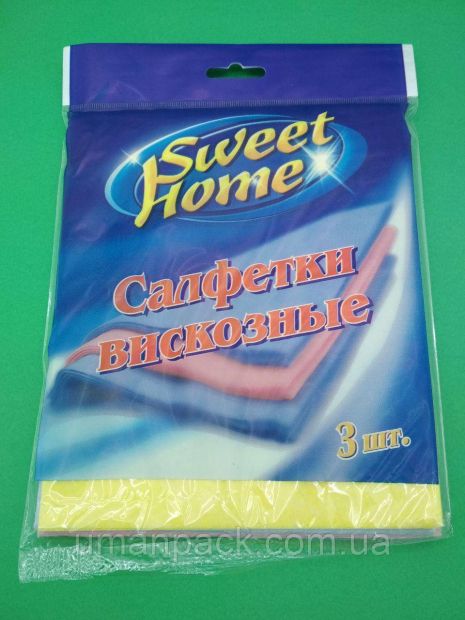 Sweet
Home
Салфетки
вискозные
3 шт.
umanpack.com.ua